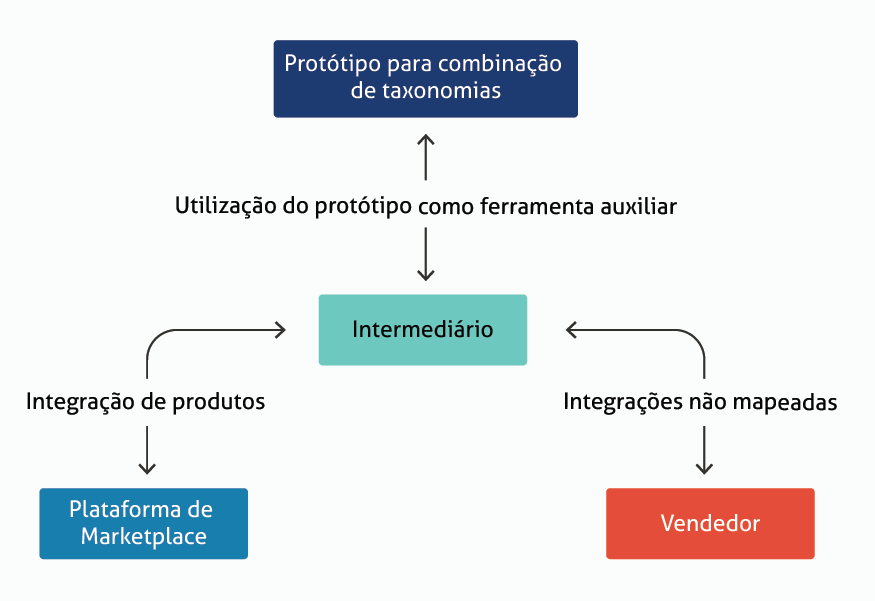 Protótipo para combinação
de taxonomias
Utilização do protótipo como ferramenta auxiliar
Intermediário
Integração de produtos
Integrações não mapeadas
Plataforma de
Marketplace
Vendedor